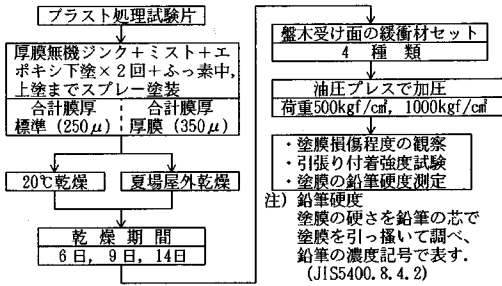 ブラスト処理試験片
厚膜無機ジンク＋ミスト＋エ
ポキシ下塗×２回＋ふっ素中,
上塗までスプレー塗装
合計膜厚
標準(250μ)
合計膜厚
厚膜(350μ)
20℃乾燥
夏場屋外乾燥
乾燥期間
6日, 9日, 14日
盤木受け面の緩衝材セット
4 種 類
油圧プレスで加圧
荷重500kgf/c㎡, 1000kgf/c㎡
・塗膜損傷程度の観察
・引張り付着強度試験
・塗膜の鉛筆硬度測定
注) 鉛筆硬度
塗膜の硬さを鉛筆の芯で
塗膜を引っ掻いて調べ、
鉛筆の濃度記号で表す.
(JIS5400.8.4.2)